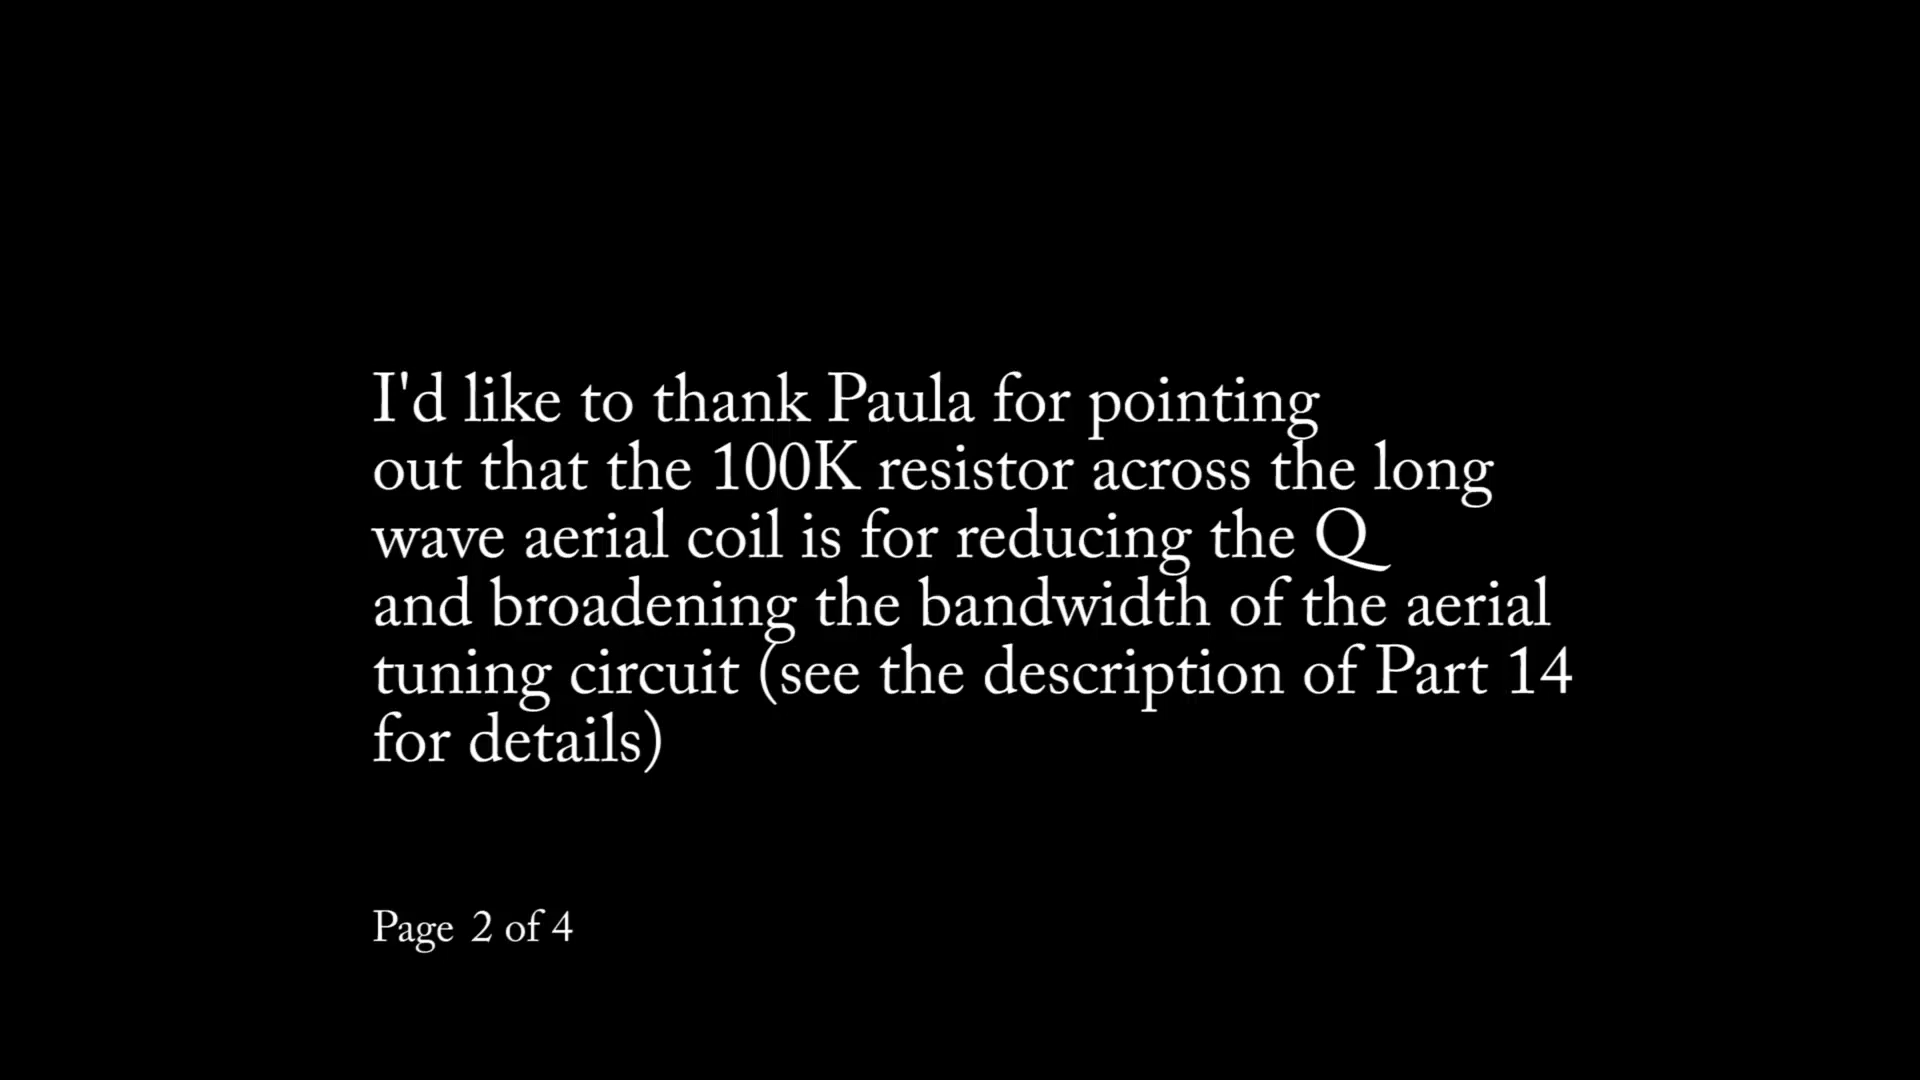 I'd like to thank Paula for pointing
out that the 100K resistor across the long
wave aerial coil is for reducing the Q
and broadening the bandwidth of the aerial
tuning circuit (see the description of Part 14
for details)
Page 2 of 4